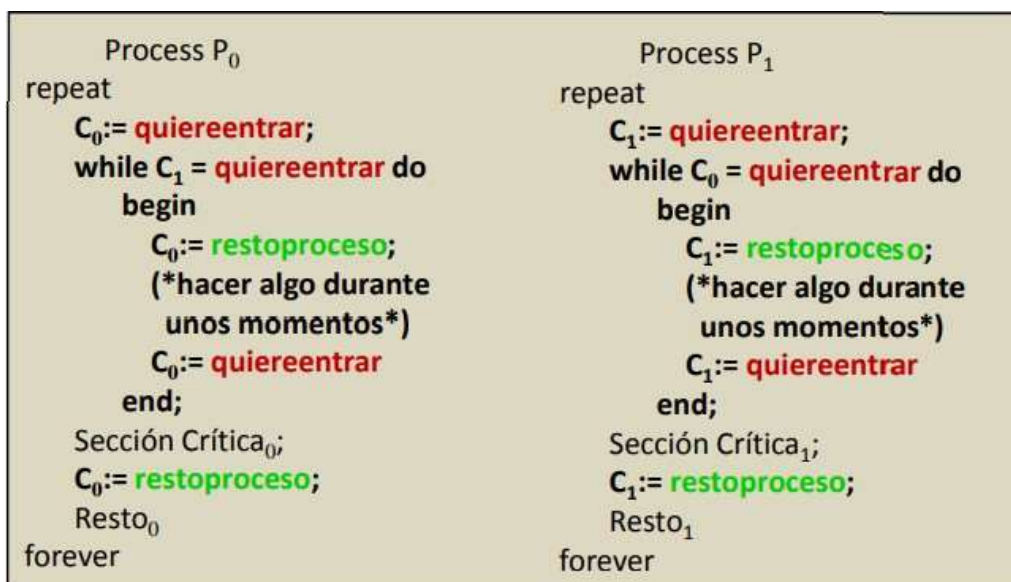 Process P₀
repeat
C₀:= quiereentrar;
while C₁ = quiereentrar do
begin
C₀:= restoproceso;
(*hacer algo durante
unos momentos*)
C₀:= quiereentrar
end;
Sección Crítica₀;
C₀:= restoproceso;
Resto₀
forever
Process P₁
repeat
C₁:= quiereentrar;
while C₀ = quiereentrar do
begin
C₁:= restoproceso;
(*hacer algo durante
unos momentos*)
C₁:= quiereentrar
end;
Sección Crítica₁;
C₁:= restoproceso;
Resto₁
forever